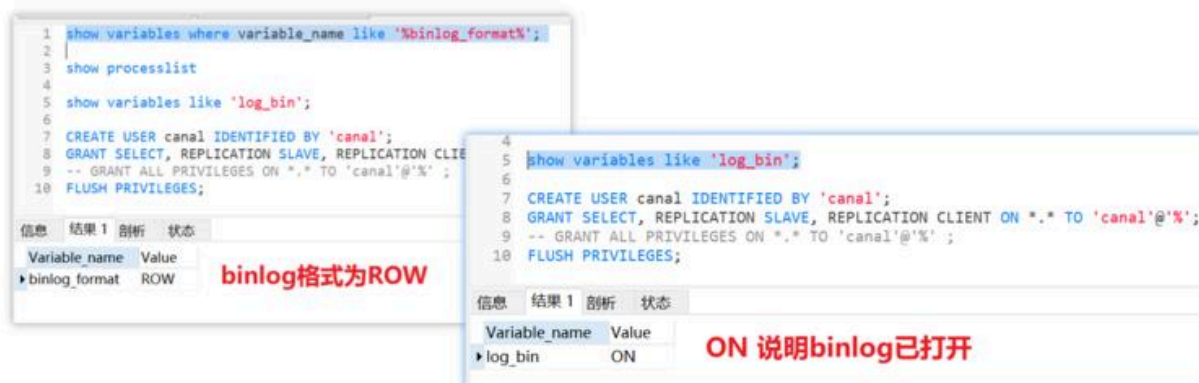 1 show variables where variable_name like '%binlog_format%';
2
3 show processlist
4
5 show variables like 'log_bin';
6
7 CREATE USER canal IDENTIFIED BY 'canal';
8 GRANT SELECT, REPLICATION SLAVE, REPLICATION CLIE
9 -- GRANT ALL PRIVILEGES ON *.* TO 'canal'@'%' ;
10 FLUSH PRIVILEGES;
信息 结果 1 剖析 状态
Variable_name Value
binlog_format ROW
binlog格式为ROW
4
5 show variables like 'log_bin';
6
7 CREATE USER canal IDENTIFIED BY 'canal';
8 GRANT SELECT, REPLICATION SLAVE, REPLICATION CLIENT ON *.* TO 'canal'@'%';
9 -- GRANT ALL PRIVILEGES ON *.* TO 'canal'@'%' ;
10 FLUSH PRIVILEGES;
信息 结果 1 剖析 状态
Variable_name Value
log_bin ON
ON 说明binlog已打开